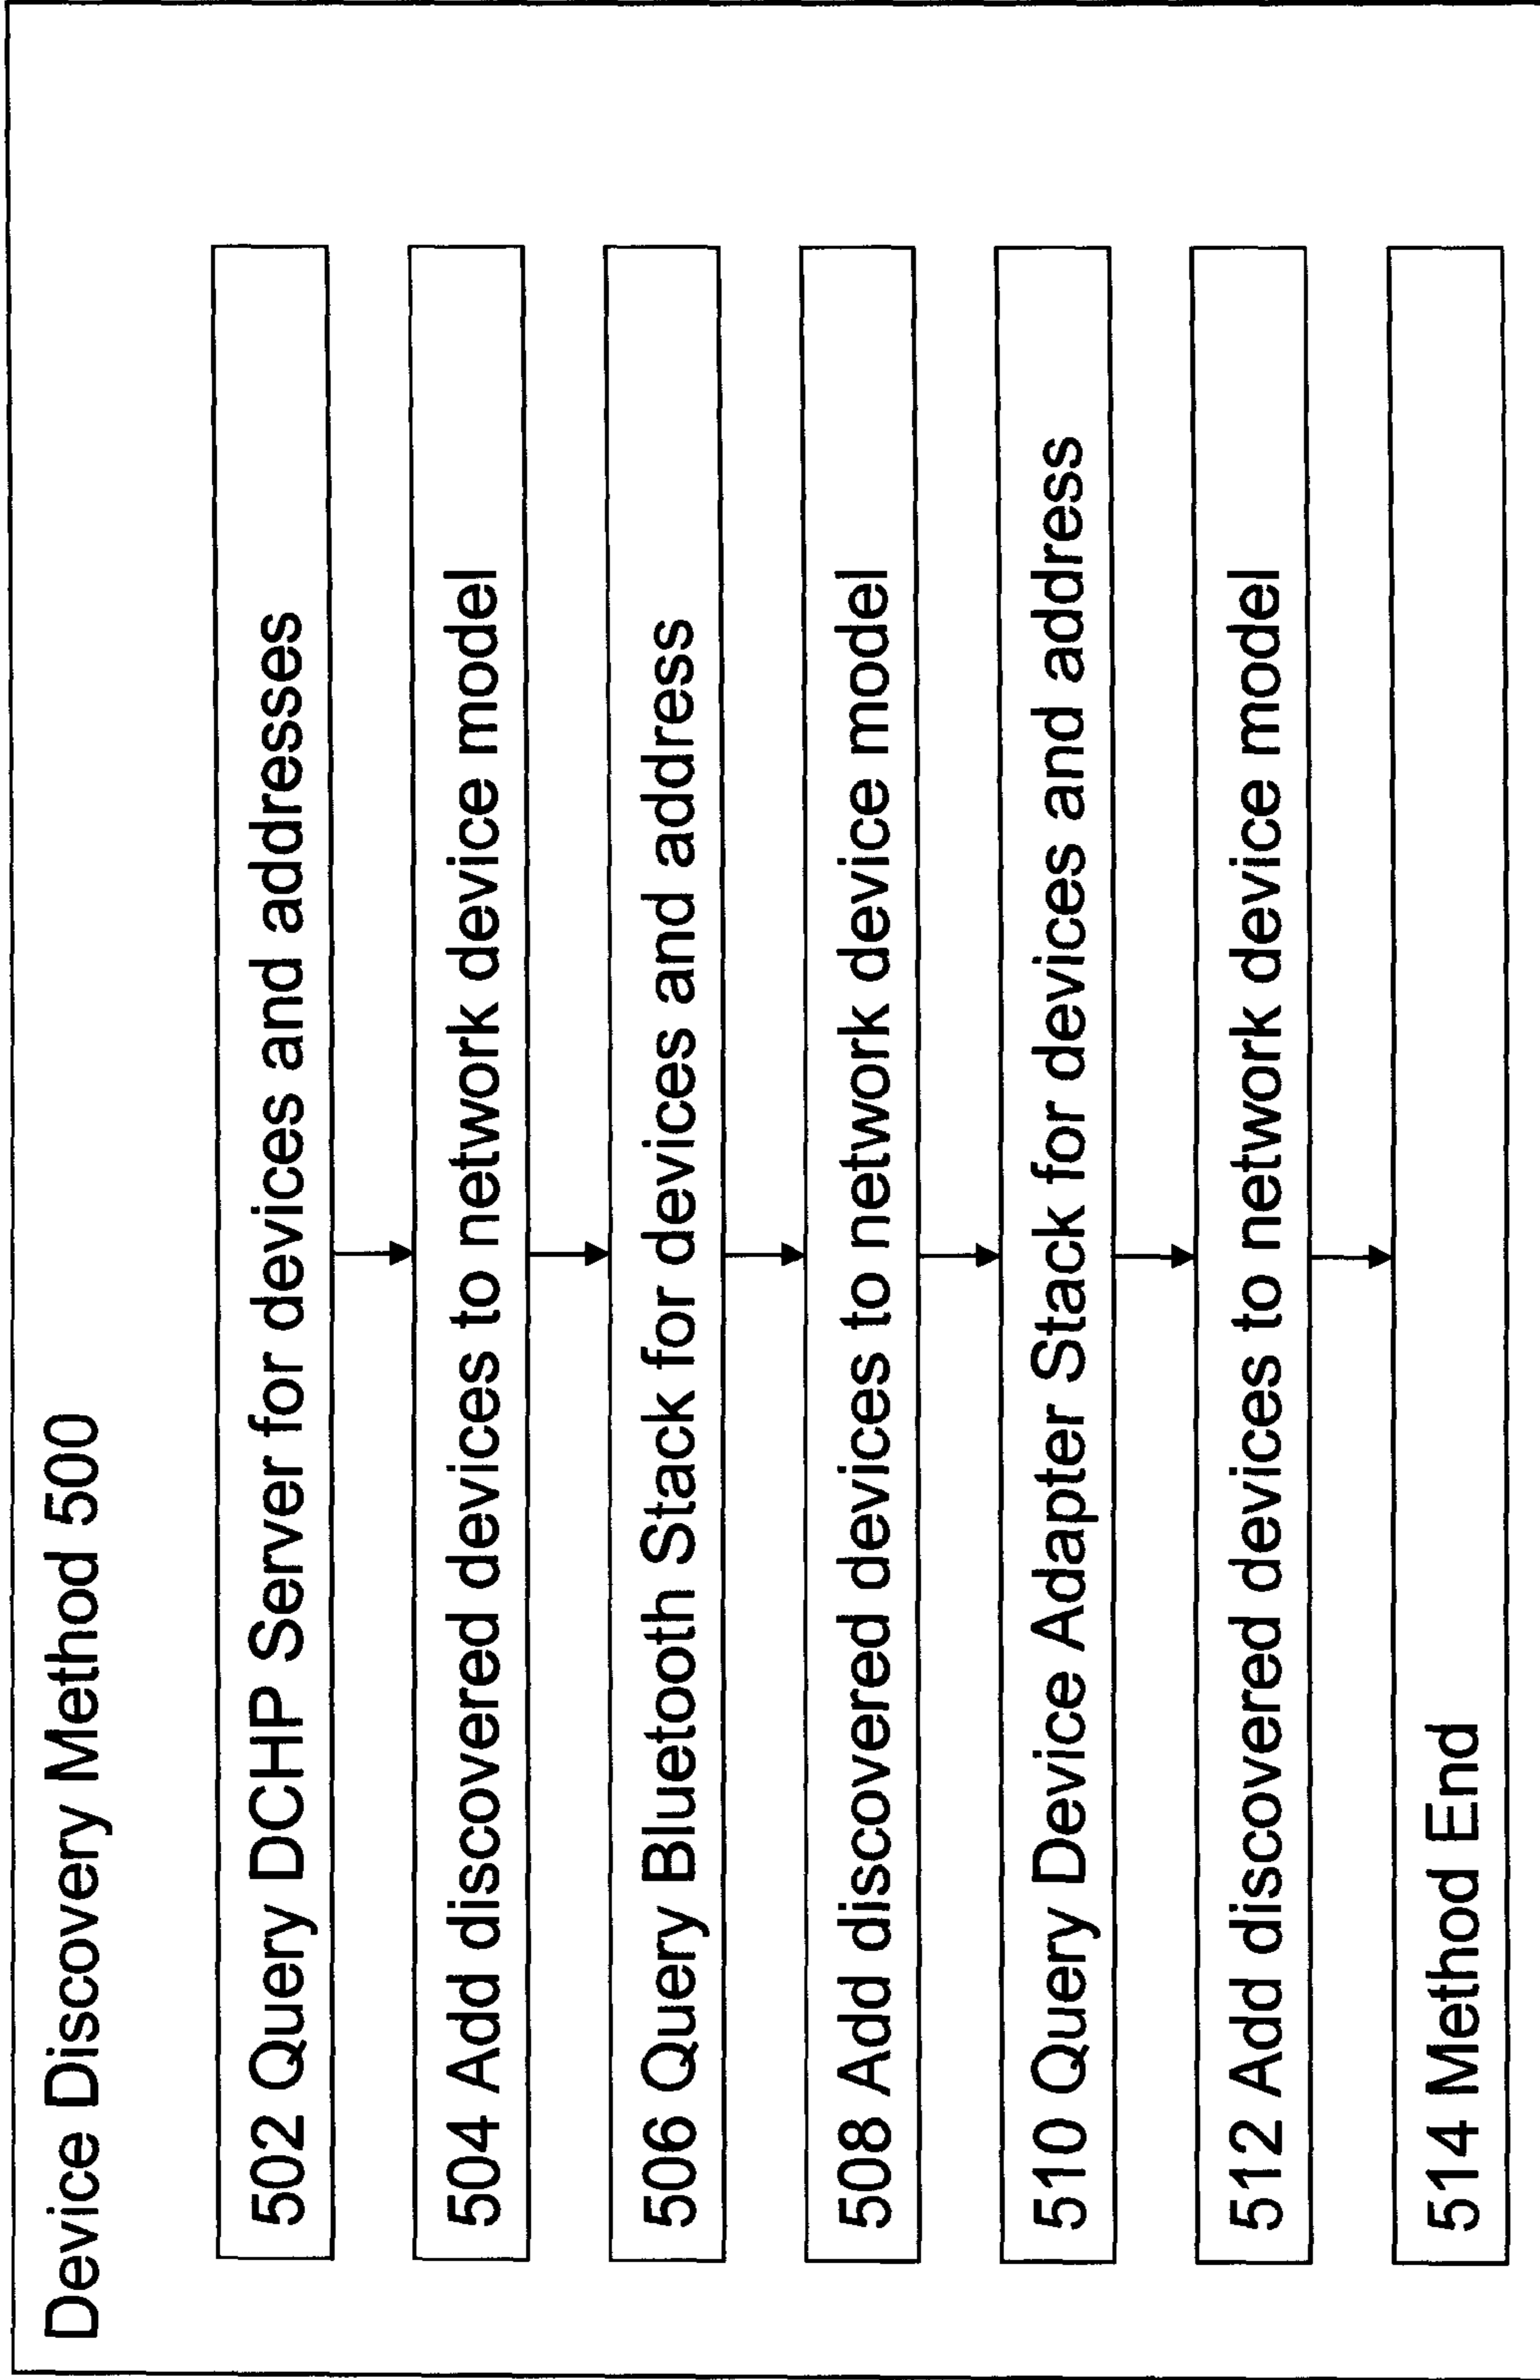 Device Discovery Method 500
502 Query DCHP Server for devices and addresses
504 Add discovered devices to network device model
506 Query Bluetooth Stack for devices and address
508 Add discovered devices to network device model
510 Query Device Adapter Stack for devices and address
512 Add discovered devices to network device model
514 Method End